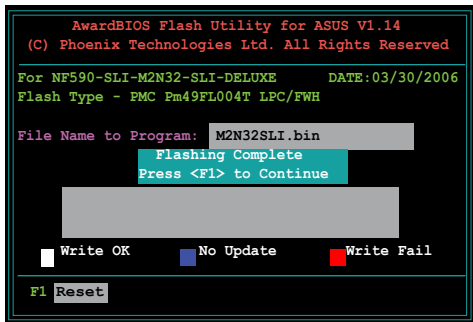 AwardBIOS Flash Utility for ASUS V1.14
(C) Phoenix Technologies Ltd. All Rights Reserved
For NF590-SLI-M2N32-SLI-DELUXE DATE:03/30/2006
Flash Type - PMC Pm49FL004T LPC/FWH
File Name to Program: M2N32SLI.bin
Flashing Complete
Press <F1> to Continue
Write OK No Update Write Fail
F1 Reset